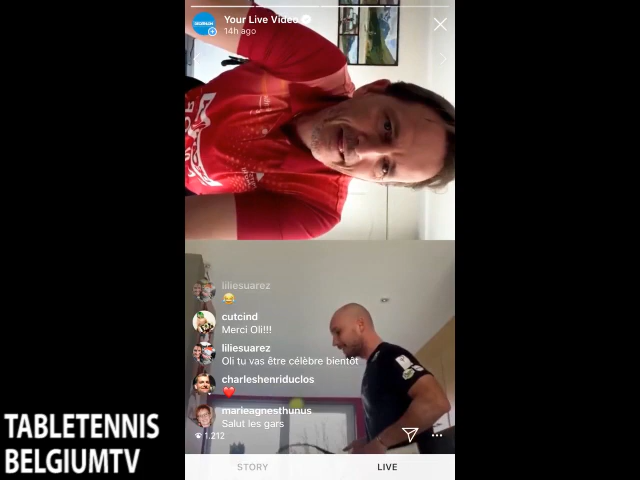 Your Live Video
14h ago
liliesuarez
😂
cutcind
Merci Oli!!!
liliesuarez
Oli tu vas être célèbre bientôt
charleshenriduclos
❤️
marieagnesthunus
Salut les gars
1.212
STORY
LIVE
TABLETENNIS
BELGIUMTV